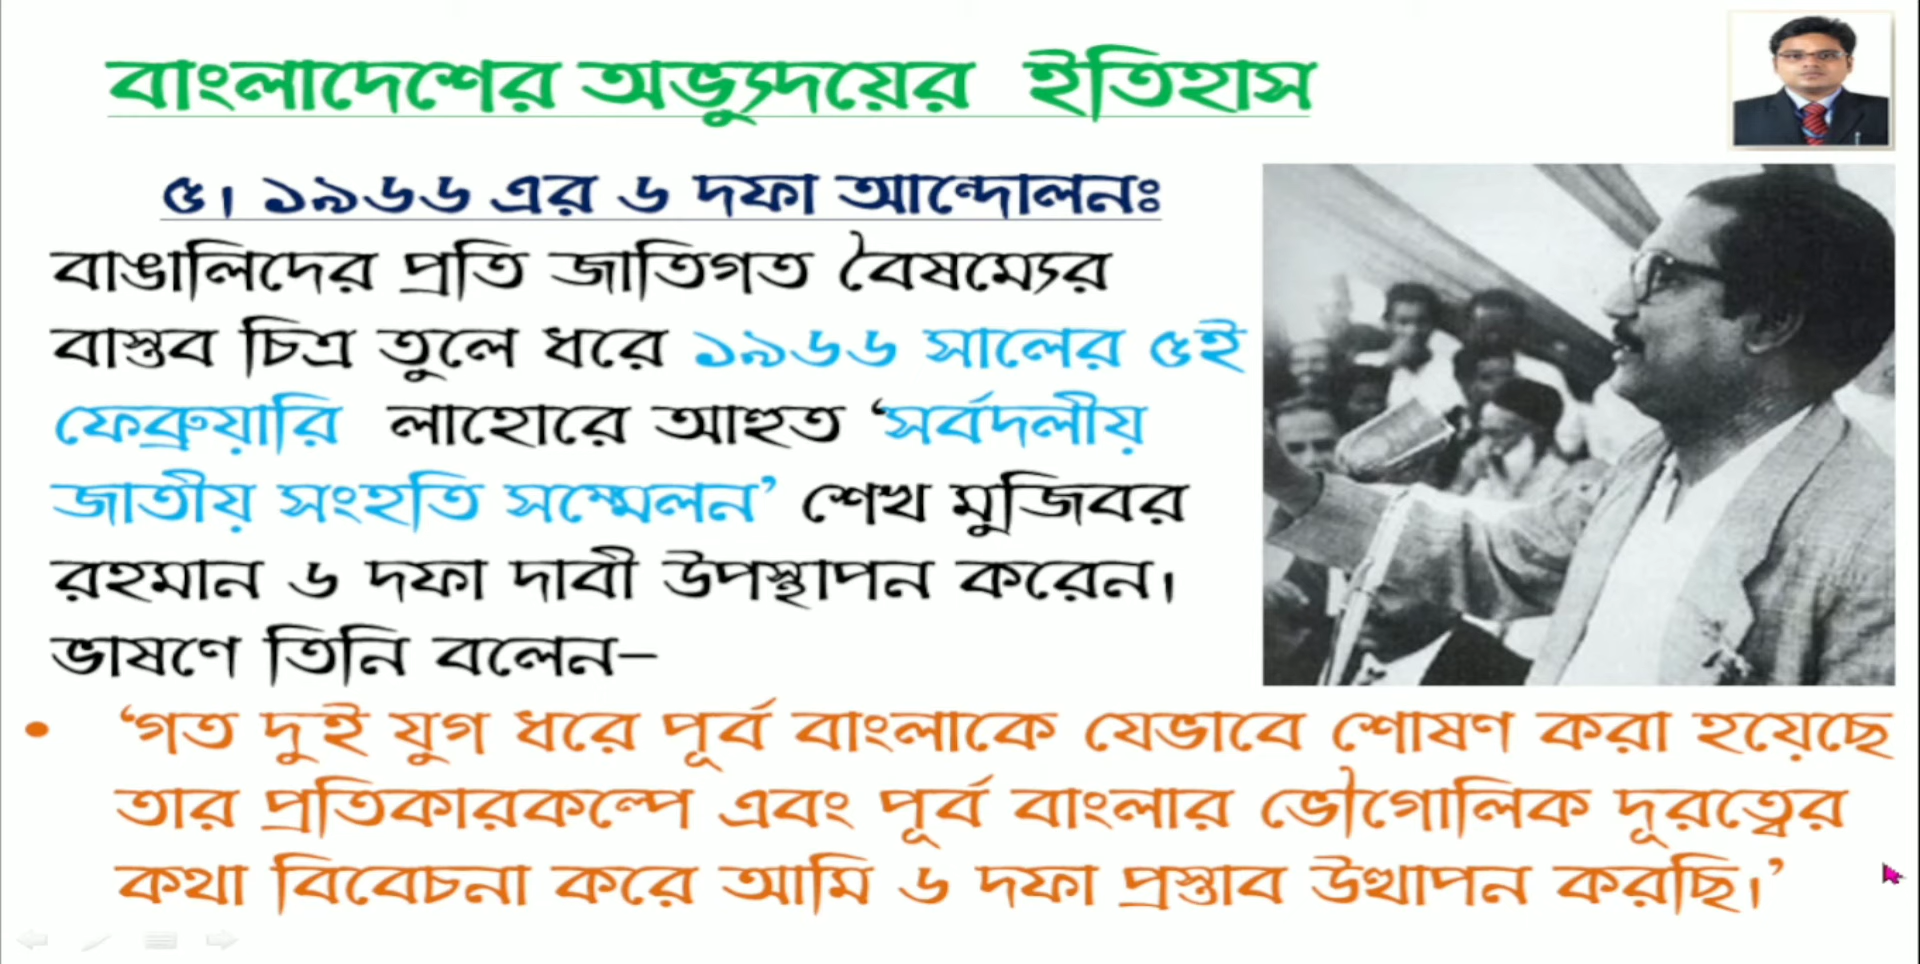 বাংলাদেশের অভ্যুদয়ের ইতিহাস
৫। ১৯৬৬ এর ৬ দফা আন্দোলনঃ
বাঙালিদের প্রতি জাতিগত বৈষম্যের
বাস্তব চিত্র তুলে ধরে ১৯৬৬ সালের ৫ই
ফেব্রুয়ারি লাহোরে আহুত ‘সর্বদলীয়
জাতীয় সংহতি সম্মেলন’ শেখ মুজিবর
রহমান ৬ দফা দাবী উপস্থাপন করেন।
ভাষণে তিনি বলেন–
• ‘গত দুই যুগ ধরে পূর্ব বাংলাকে যেভাবে শোষণ করা হয়েছে
তার প্রতিকারকল্পে এবং পূর্ব বাংলার ভৌগোলিক দূরত্বের
কথা বিবেচনা করে আমি ৬ দফা প্রস্তাব উত্থাপন করছি।’